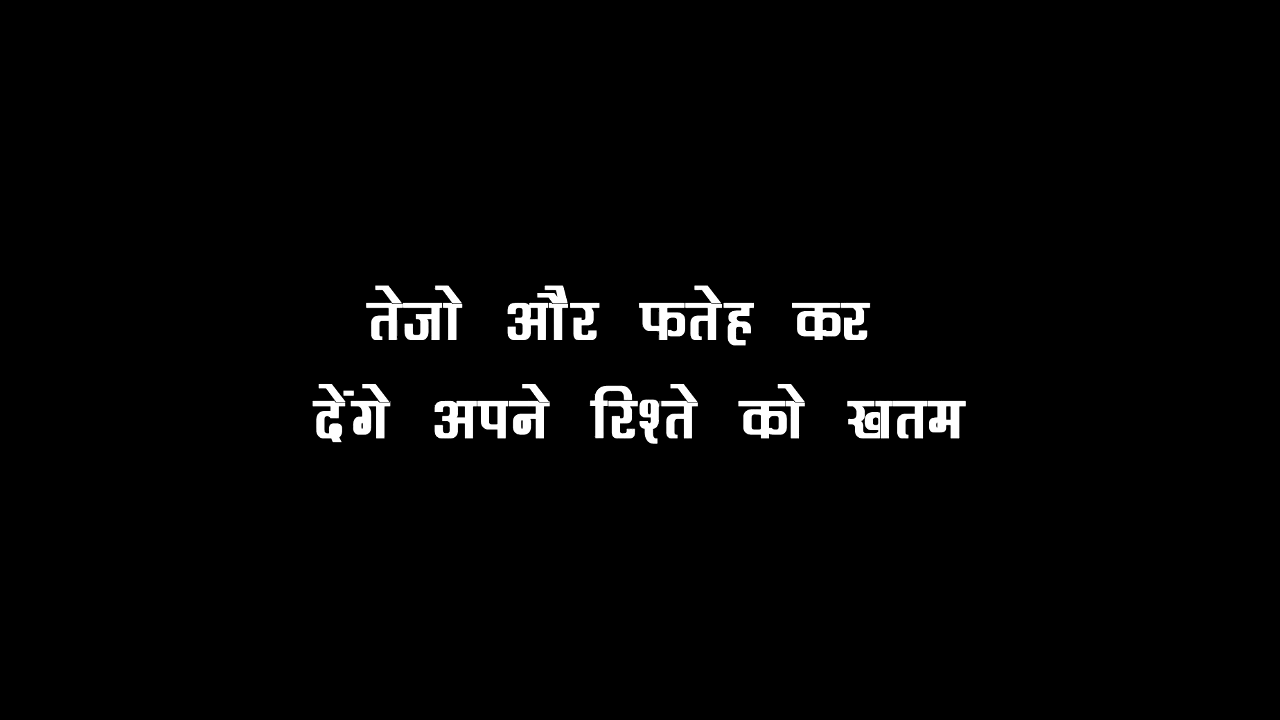 तेजो और फतेह कर
देंगे अपने रिश्ते को खतम